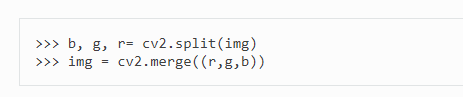 >>> b, g, r= cv2.split(img)
>>> img = cv2.merge((r,g,b))